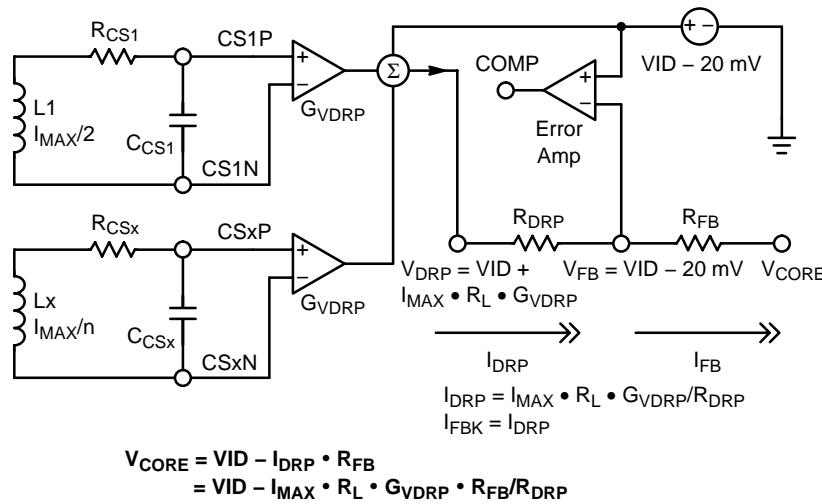 R_CS1
CS1P
+
−
G_VDRP
L1
I_MAX/2
C_CS1
CS1N
Σ
COMP
+
−
Error
Amp
+ −
VID − 20 mV
R_CSx
CSxP
+
−
G_VDRP
Lx
I_MAX/n
C_CSx
CSxN
R_DRP
R_FB
V_DRP = VID +
I_MAX • R_L • G_VDRP
V_FB = VID − 20 mV
V_CORE
I_DRP
I_FB
I_DRP = I_MAX • R_L • G_VDRP/R_DRP
I_FBK = I_DRP
V_CORE = VID − I_DRP • R_FB
= VID − I_MAX • R_L • G_VDRP • R_FB/R_DRP